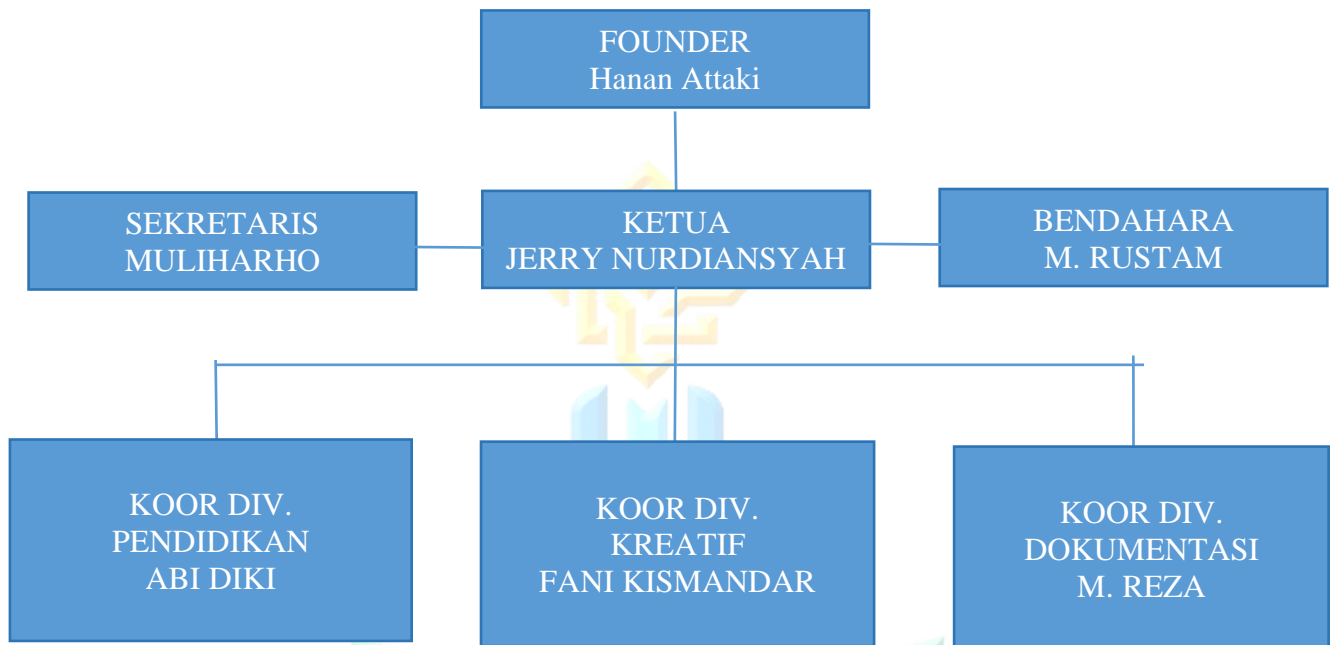 FOUNDER
Hanan Attaki
SEKRETARIS
MULIHARHO
KETUA
JERRY NURDIANSYAH
BENDAHARA
M. RUSTAM
KOOR DIV.
PENDIDIKAN
ABI DIKI
KOOR DIV.
KREATIF
FANI KISMANDAR
KOOR DIV.
DOKUMENTASI
M. REZA